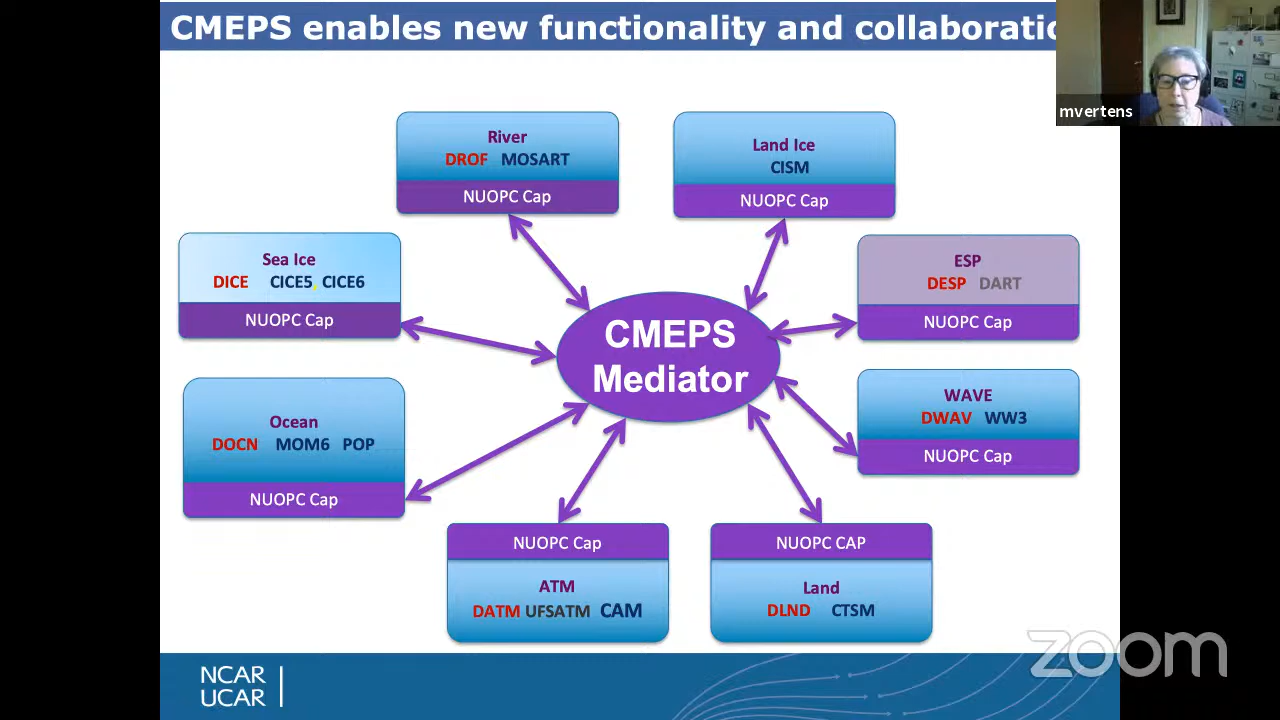 CMEPS enables new functionality and collaboratio
mvertens
River
DROF MOSART
NUOPC Cap
Land Ice
CISM
NUOPC Cap
Sea Ice
DICE CICE5, CICE6
NUOPC Cap
ESP
DESP DART
NUOPC Cap
CMEPS
Mediator
Ocean
DOCN MOM6 POP
NUOPC Cap
WAVE
DWAV WW3
NUOPC Cap
NUOPC Cap
ATM
DATM UFSATM CAM
NUOPC CAP
Land
DLND CTSM
NCAR
UCAR
zoom